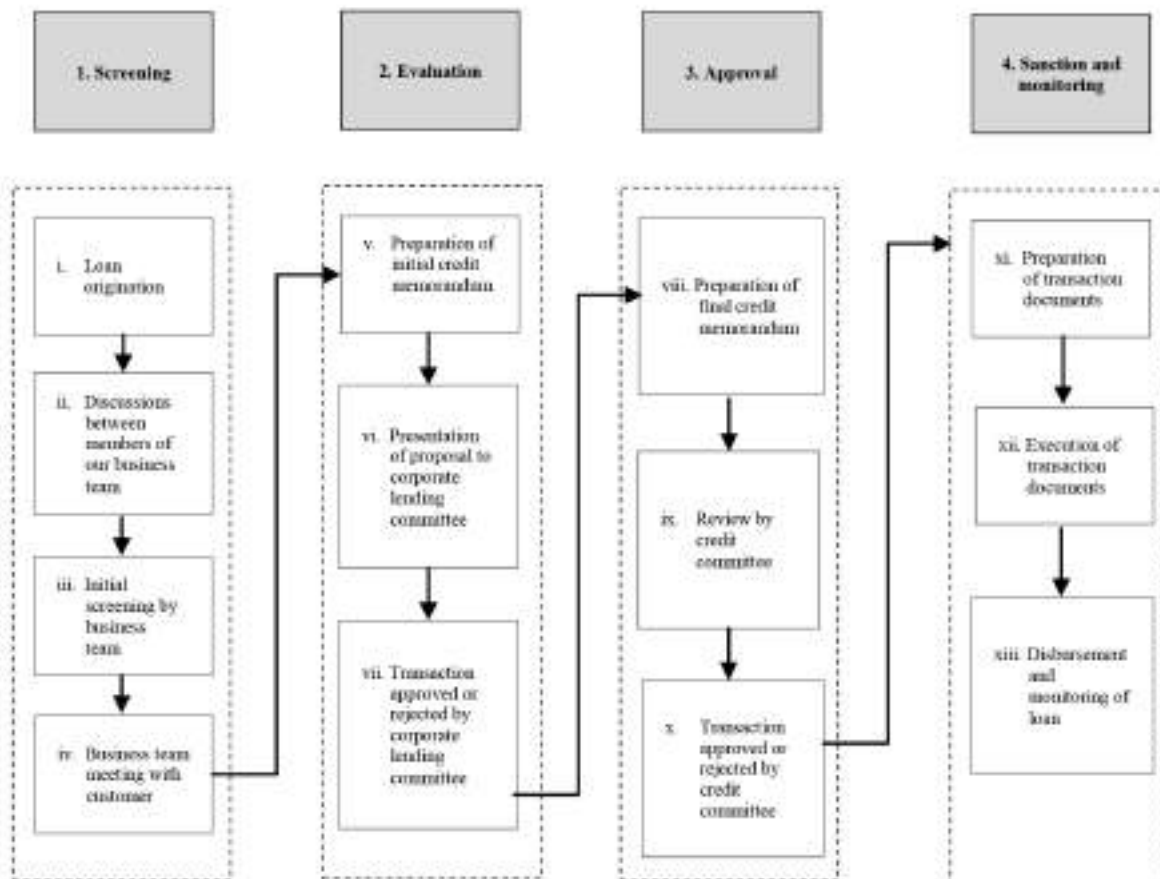 1. Screening
2. Evaluation
3. Approval
4. Sanction and
monitoring
i. Loan
origination
ii. Discussions
between
members of
our business
team
iii. Initial
screening by
business
team
iv. Business team
meeting with
customer
v. Preparation of
initial credit
memorandum
vi. Presentation
of proposal to
corporate
lending
committee
vii. Transaction
approved or
rejected by
corporate
lending
committee
viii. Preparation of
final credit
memorandum
ix. Review by
credit
committee
x. Transaction
approved or
rejected by
credit
committee
xi. Preparation
of transaction
documents
xii. Execution of
transaction
documents
xiii. Disbursement
and
monitoring of
loan